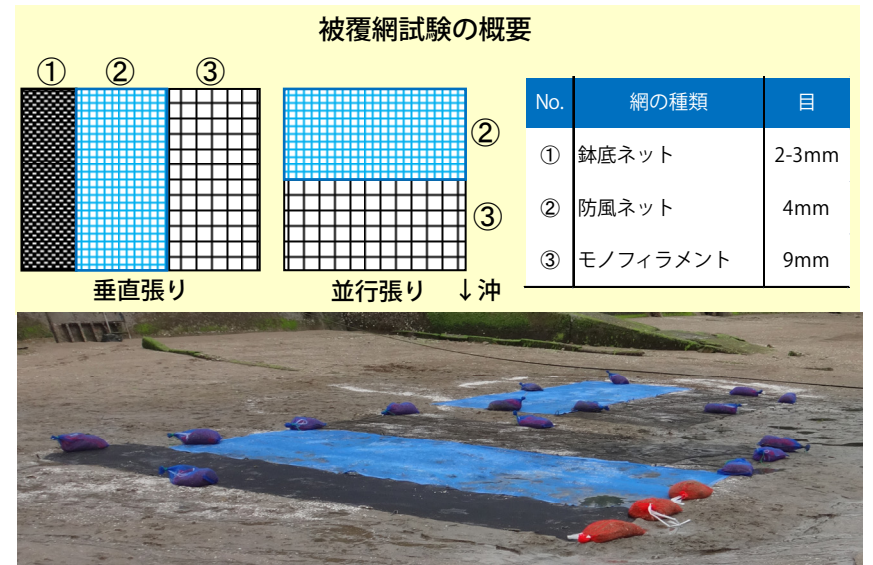 被覆網試験の概要
① ② ③
②
③
垂直張り
並行張り ↓沖
No. 網の種類 目
① 鉢底ネット 2-3mm
② 防風ネット 4mm
③ モノフィラメント 9mm